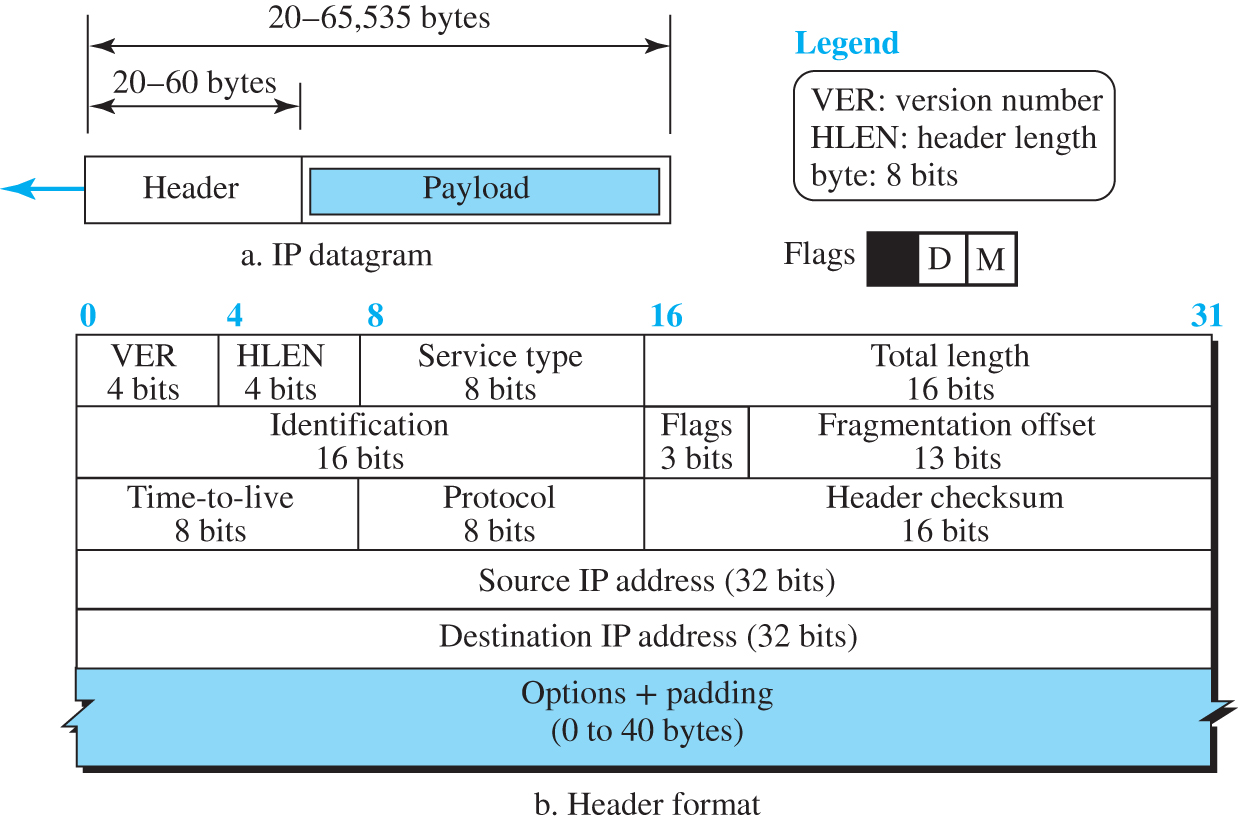 20–65,535 bytes
20–60 bytes
Header
Payload
a. IP datagram
Legend
VER: version number
HLEN: header length
byte: 8 bits
Flags
D
M
0
4
8
16
31
VER
4 bits
HLEN
4 bits
Service type
8 bits
Total length
16 bits
Identification
16 bits
Flags
3 bits
Fragmentation offset
13 bits
Time-to-live
8 bits
Protocol
8 bits
Header checksum
16 bits
Source IP address (32 bits)
Destination IP address (32 bits)
Options + padding
(0 to 40 bytes)
b. Header format